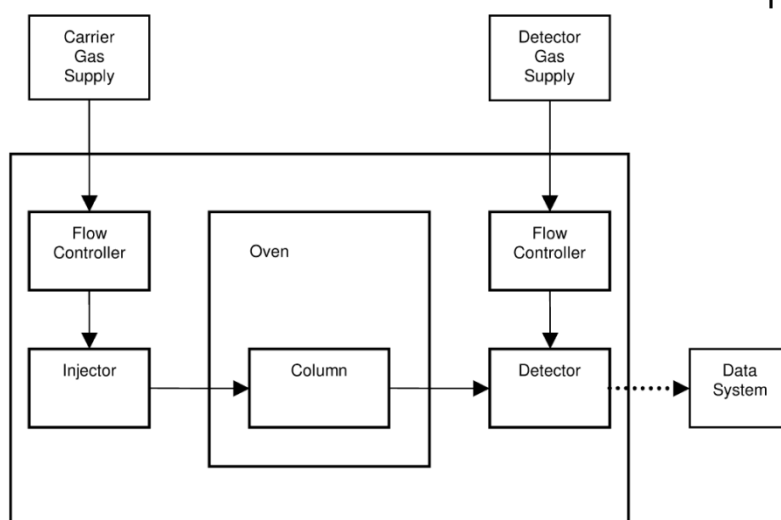 Carrier
Gas
Supply
Detector
Gas
Supply
Flow
Controller
Oven
Flow
Controller
Injector
Column
Detector
Data
System